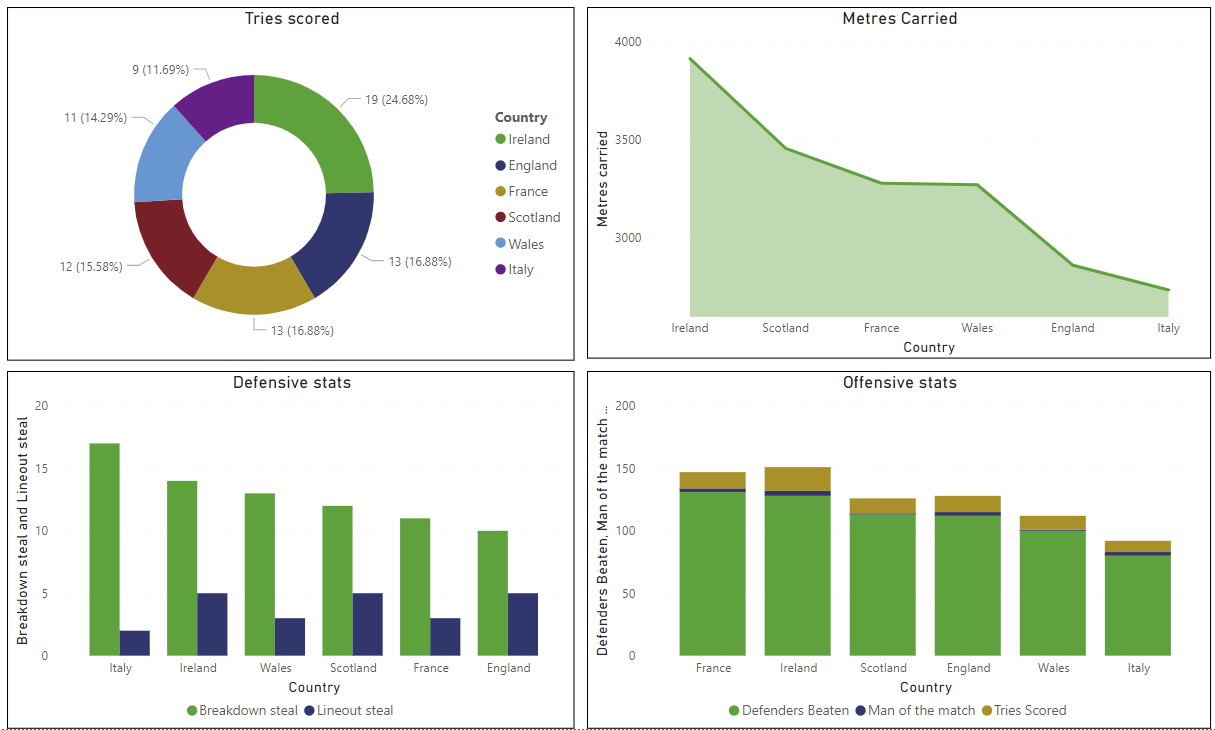 Tries scored
9 (11.69%)
19 (24.68%)
11 (14.29%)
12 (15.58%)
13 (16.88%)
13 (16.88%)
Country
Ireland
England
France
Scotland
Wales
Italy
Metres Carried
Metres carried
4000
3500
3000
Ireland Scotland France Wales England Italy
Country
Defensive stats
Breakdown steal and Lineout steal
20
15
10
5
0
Italy Ireland Wales Scotland France England
Country
Breakdown steal Lineout steal
Offensive stats
Defenders Beaten, Man of the match ...
200
150
100
50
0
France Ireland Scotland England Wales Italy
Country
Defenders Beaten Man of the match Tries Scored